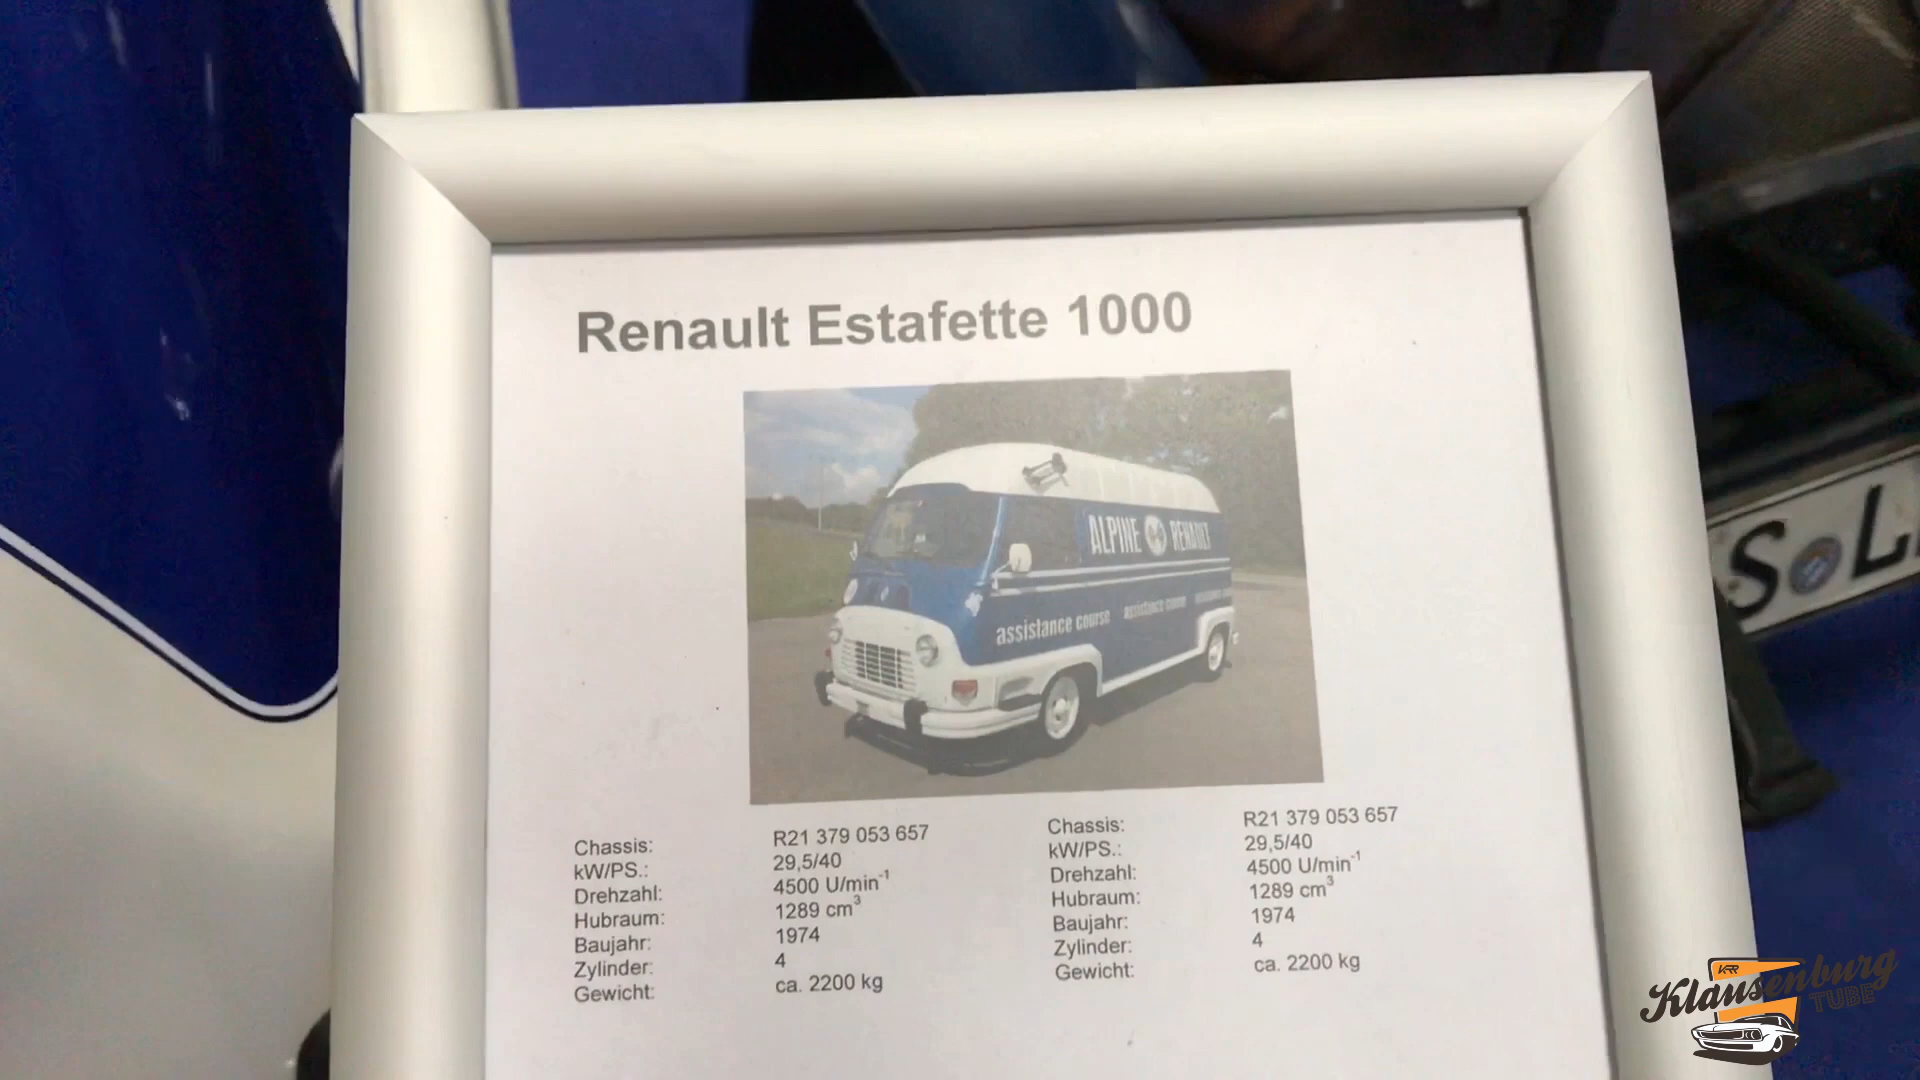 Renault Estafette 1000
ALPINE RENAULT
assistance course assistance course
Chassis: R21 379 053 657 Chassis: R21 379 053 657
kW/PS.: 29,5/40 kW/PS.: 29,5/40
Drehzahl: 4500 U/min⁻¹ Drehzahl: 4500 U/min⁻¹
Hubraum: 1289 cm³ Hubraum: 1289 cm³
Baujahr: 1974 Baujahr: 1974
Zylinder: 4 Zylinder: 4
Gewicht: ca. 2200 kg Gewicht: ca. 2200 kg
S L
VRR
Klausenburg
TUBE